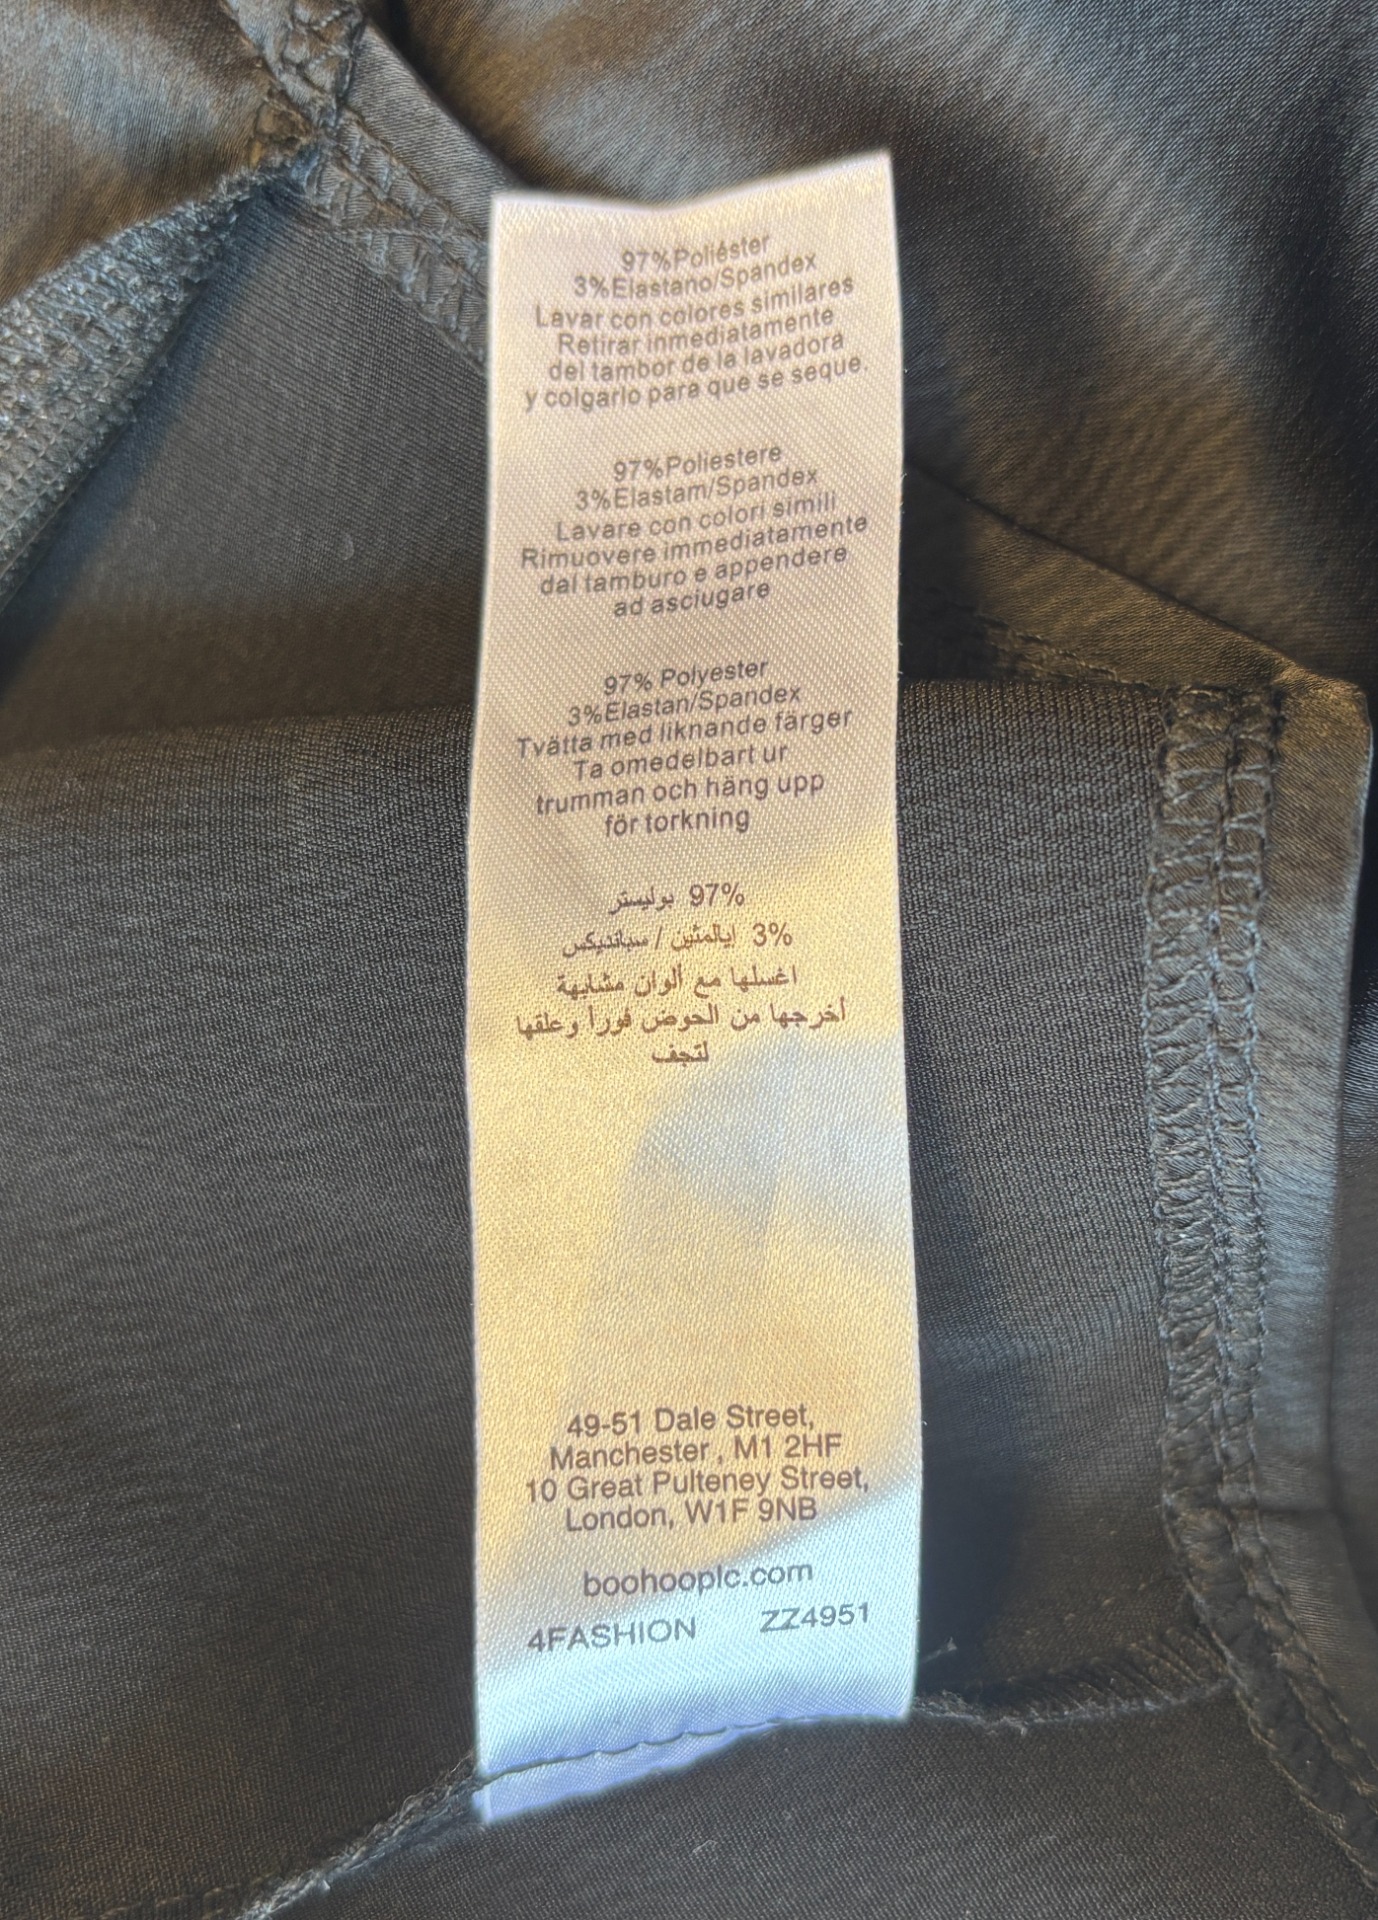 97%Poliéster
3%Elastano/Spandex
Lavar con colores similares
Retirar inmediatamente
del tambor de la lavadora
y colgarlo para que se seque.
97%Poliestere
3%Elastam/Spandex
Lavare con colori simili
Rimuovere immediatamente
dal tamburo e appendere
ad asciugare
97% Polyester
3%Elastan/Spandex
Tvätta med liknande färger
Ta omedelbart ur
trumman och häng upp
för torkning
97% بوليستر
3% إيالمثين / سباندیکس
اغسلها مع ألوان مشابهة
أخرجها من الحوض فورا وعلقها
لتجف
49-51 Dale Street,
Manchester , M1 2HF
10 Great Pulteney Street,
London, W1F 9NB
boohooplc.com
4FASHION ZZ4951